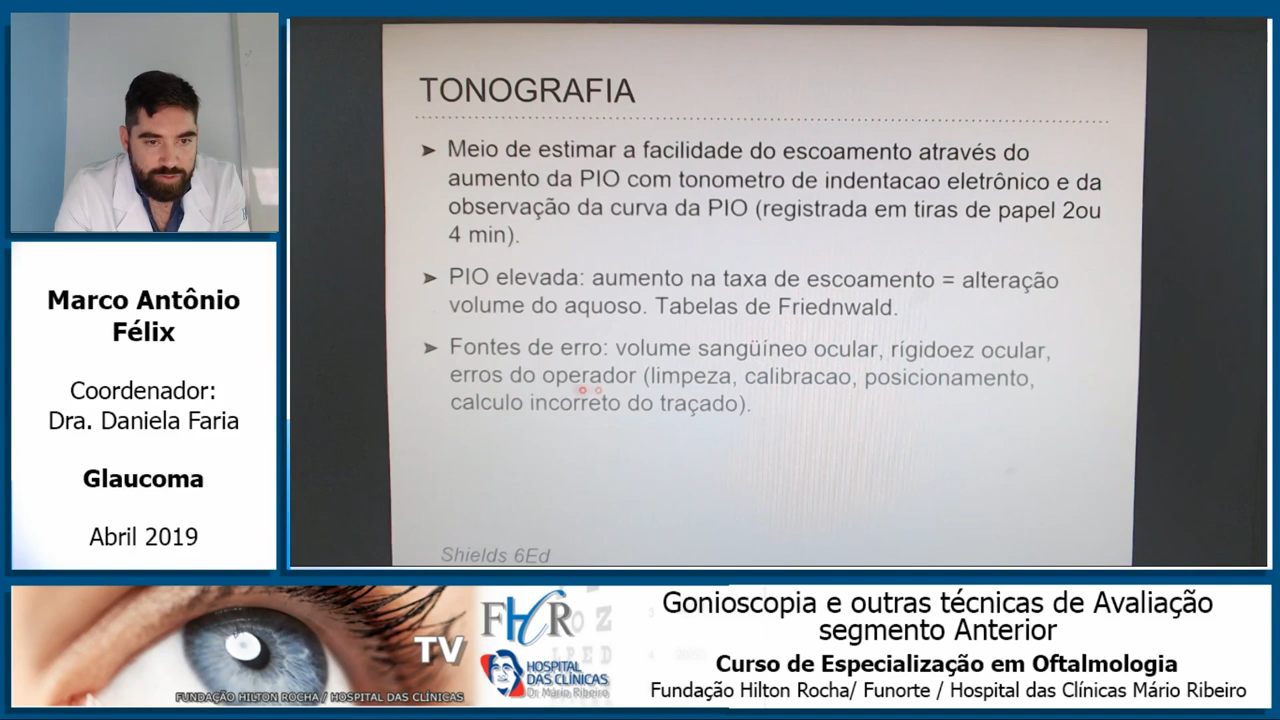 TONOGRAFIA
➤ Meio de estimar a facilidade do escoamento através do
aumento da PIO com tonometro de indentacao eletrônico e da
observação da curva da PIO (registrada em tiras de papel 2ou
4 min).
➤ PIO elevada: aumento na taxa de escoamento = alteração
volume do aquoso. Tabelas de Friednwald.
➤ Fontes de erro: volume sangüíneo ocular, rígidoez ocular,
erros do operador (limpeza, calibracao, posicionamento,
calculo incorreto do traçado).
Shields 6Ed
Marco Antônio
Félix
Coordenador:
Dra. Daniela Faria
Glaucoma
Abril 2019
TV
FUNDAÇÃO HILTON ROCHA / HOSPITAL DAS CLÍNICAS
FHR
HOSPITAL
DAS CLÍNICAS
Dr. Mário Ribeiro
Gonioscopia e outras técnicas de Avaliação
segmento Anterior
Curso de Especialização em Oftalmologia
Fundação Hilton Rocha/ Funorte / Hospital das Clínicas Mário Ribeiro